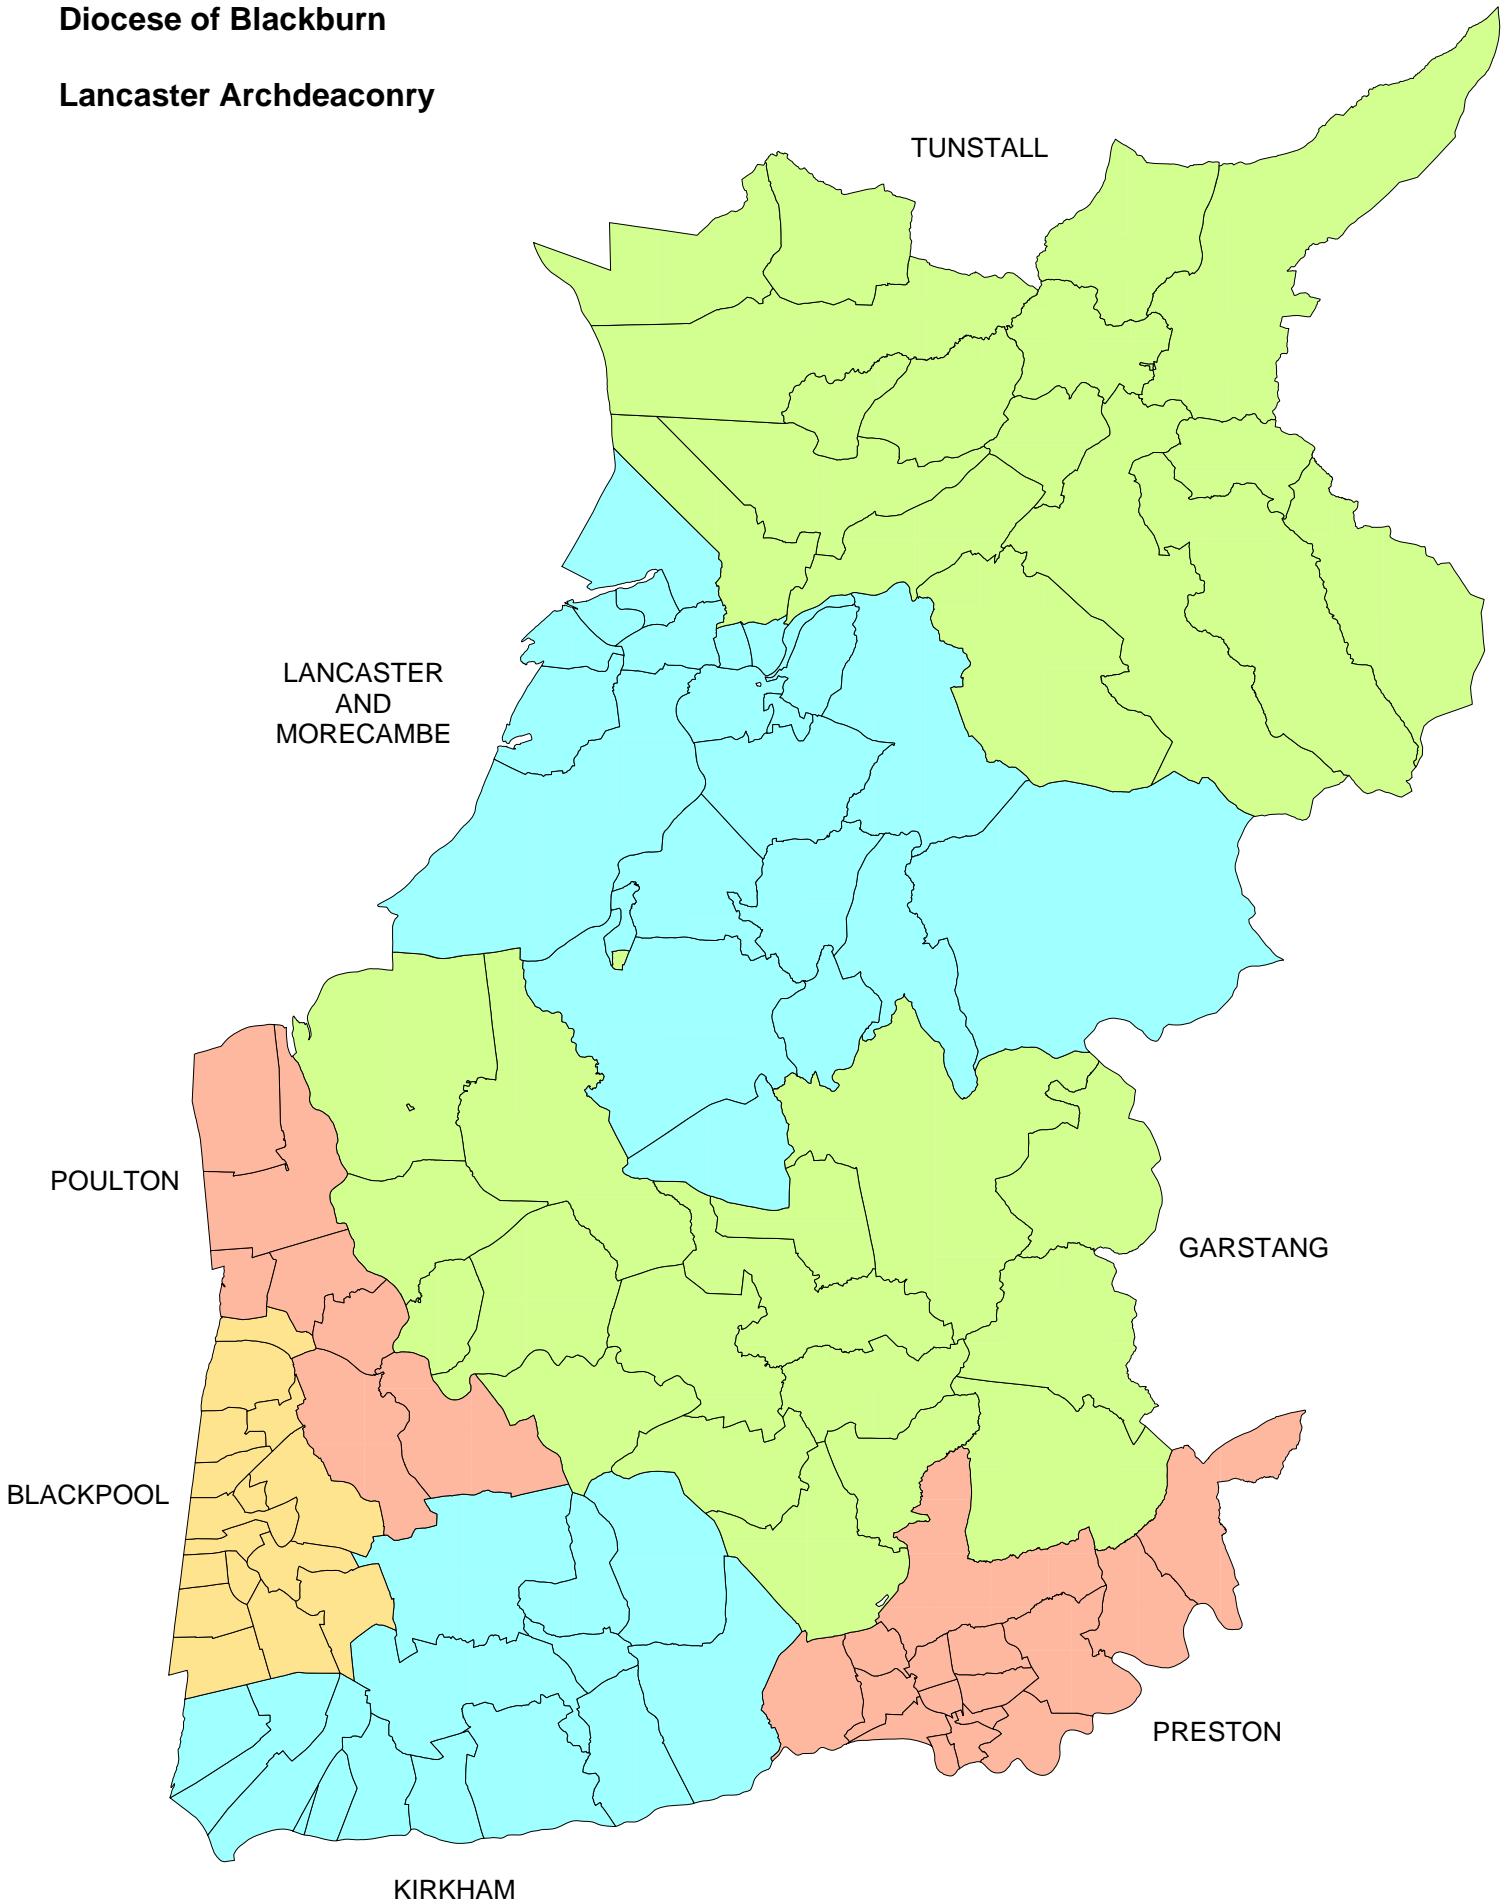 Diocese of Blackburn
Lancaster Archdeaconry
TUNSTALL
LANCASTER
AND
MORECAMBE
POULTON
GARSTANG
BLACKPOOL
PRESTON
KIRKHAM